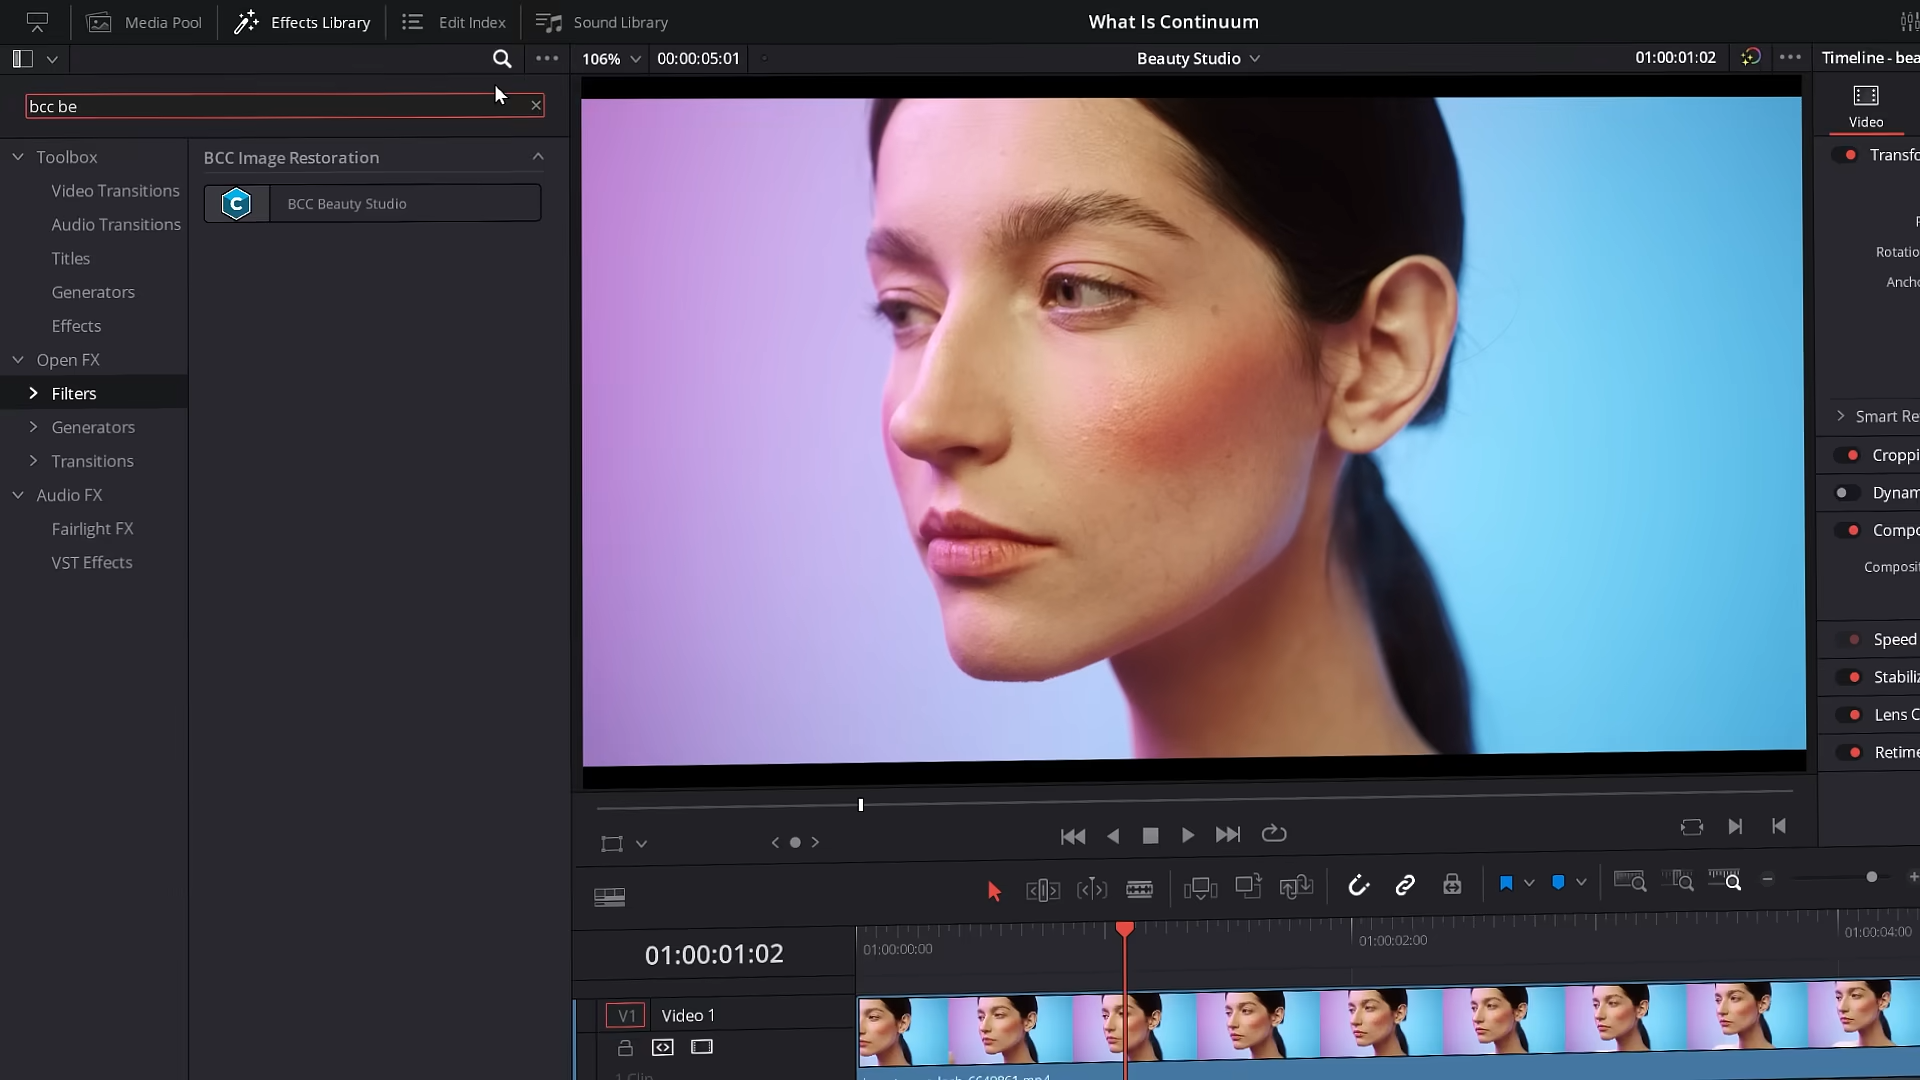 Media Pool
Effects Library
Edit Index
Sound Library
What Is Continuum
106%
00:00:05:01
Beauty Studio
01:00:01:02
Timeline - bea
bcc be
Toolbox
Video Transitions
Audio Transitions
Titles
Generators
Effects
Open FX
Filters
Generators
Transitions
Audio FX
Fairlight FX
VST Effects
BCC Image Restoration
C
BCC Beauty Studio
Video
Transfo
Rotatio
Ancho
Smart Re
Croppi
Dynam
Compo
Composit
Speed
Stabiliz
Lens C
Retime
01:00:01:02
01:00:00:00
01:00:02:00
01:00:04:00
V1
Video 1